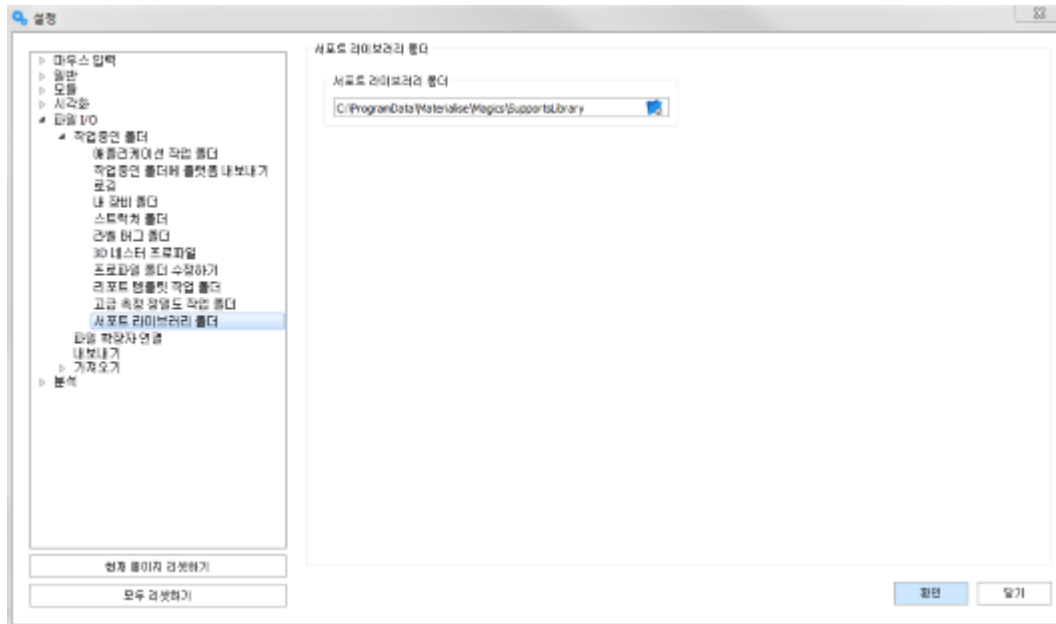 설정
마우스 입력
일반
모듈
시각화
파일 I/O
작업중인 폴더
애플리케이션 작업 폴더
작업중인 폴더에 플랫폼 내보내기
로깅
내 장비 폴더
스트럭처 폴더
라벨 태그 폴더
3D 네스터 프로파일
프로파일 폴더 수정하기
리포트 템플릿 작업 폴더
고급 측정 정밀도 작업 폴더
서포트 라이브러리 폴더
파일 확장자 연결
내보내기
가져오기
분석
현재 페이지 리셋하기
모두 리셋하기
서포트 라이브러리 폴더
서포트 라이브러리 폴더
C:\ProgramData\Materialise\Magics\SupportsLibrary
확인
닫기